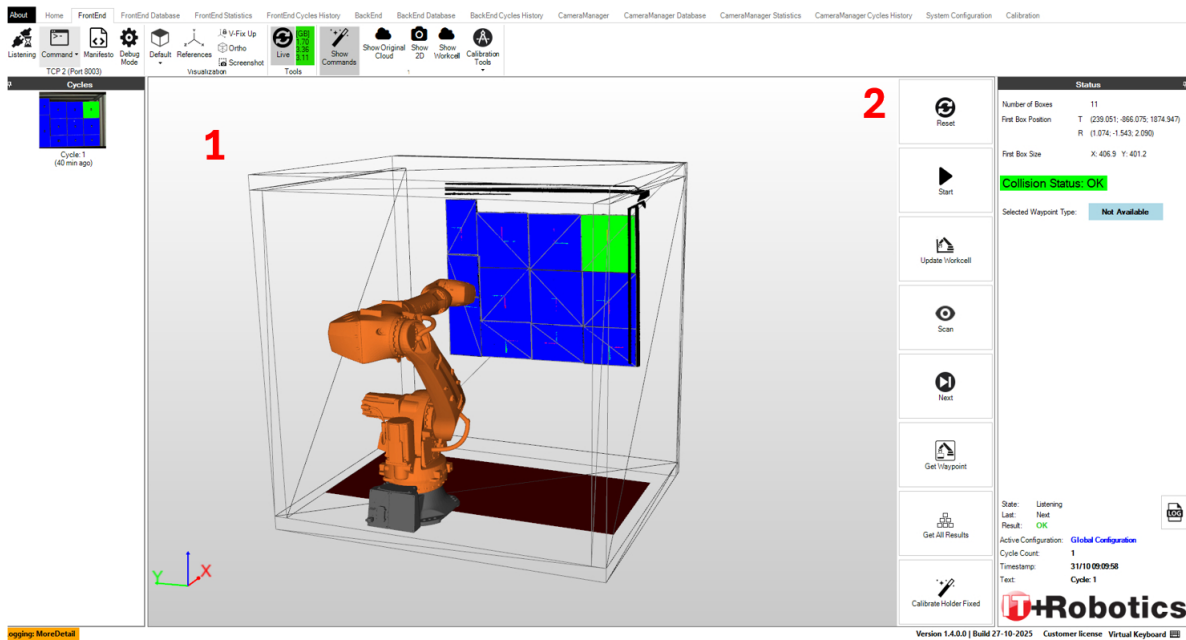 About Home FrontEnd FrontEnd Database FrontEnd Statistics FrontEnd Cycles History BackEnd BackEnd Database BackEnd Cycles History CameraManager CameraManager Database CameraManager Statistics CameraManager Cycles History System Configuration Calibration
Listening
Command
Manifesto
Debug
Mode
TCP 2 (Port 8003)
Default
References
V-Fix Up
Ortho
Screenshot
Visualization
Live
[GB]
1.70
3.36
3.11
Tools
Show
Commands
Show Original
Cloud
Show
2D
Show
Workcell
Calibration
Tools
Cycles
Cycle: 1
(40 min ago)
1
2
X
Y
Reset
Start
Update Workcell
Scan
Next
Get Waypoint
Get All Results
Calibrate Holder Fixed
Status
Number of Boxes 11
First Box Position T (239.051; -866.075; 1874.947)
R (1.074; -1.543; 2.090)
First Box Size X: 406.9 Y: 401.2
Collision Status: OK
Selected Waypoint Type: Not Available
State: Listening
Last: Next
Result: OK
LOG
Active Configuration: Global Configuration
Cycle Count: 1
Timestamp: 31/10 09:09:58
Text: Cycle: 1
IT+Robotics
ogging: MoreDetail
Version 1.4.0.0 | Build 27-10-2025 Customer license Virtual Keyboard